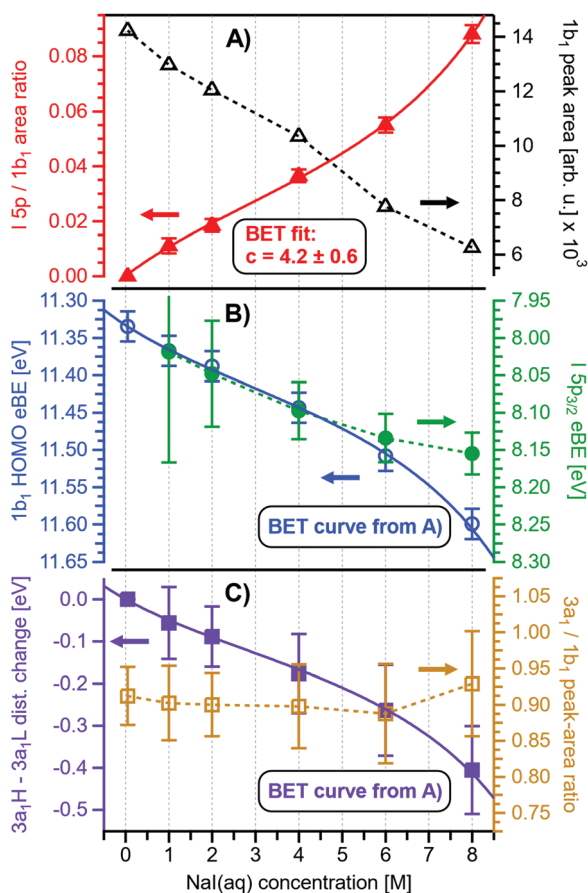 A)
I 5p / 1b₁ area ratio
0.08
0.06
0.04
0.02
0.00
1b₁ peak area [arb. u.] x 10³
14
12
10
8
6
BET fit:
c = 4.2 ± 0.6
B)
1b₁ HOMO eBE [eV]
11.30
11.35
11.40
11.45
11.50
11.55
11.60
11.65
I 5p₃/₂ eBE [eV]
7.95
8.00
8.05
8.10
8.15
8.20
8.25
8.30
BET curve from A)
C)
3a₁H - 3a₁L dist. change [eV]
0.0
-0.1
-0.2
-0.3
-0.4
-0.5
3a₁ / 1b₁ peak-area ratio
1.05
1.00
0.95
0.90
0.85
0.80
0.75
BET curve from A)
0 1 2 3 4 5 6 7 8
NaI(aq) concentration [M]